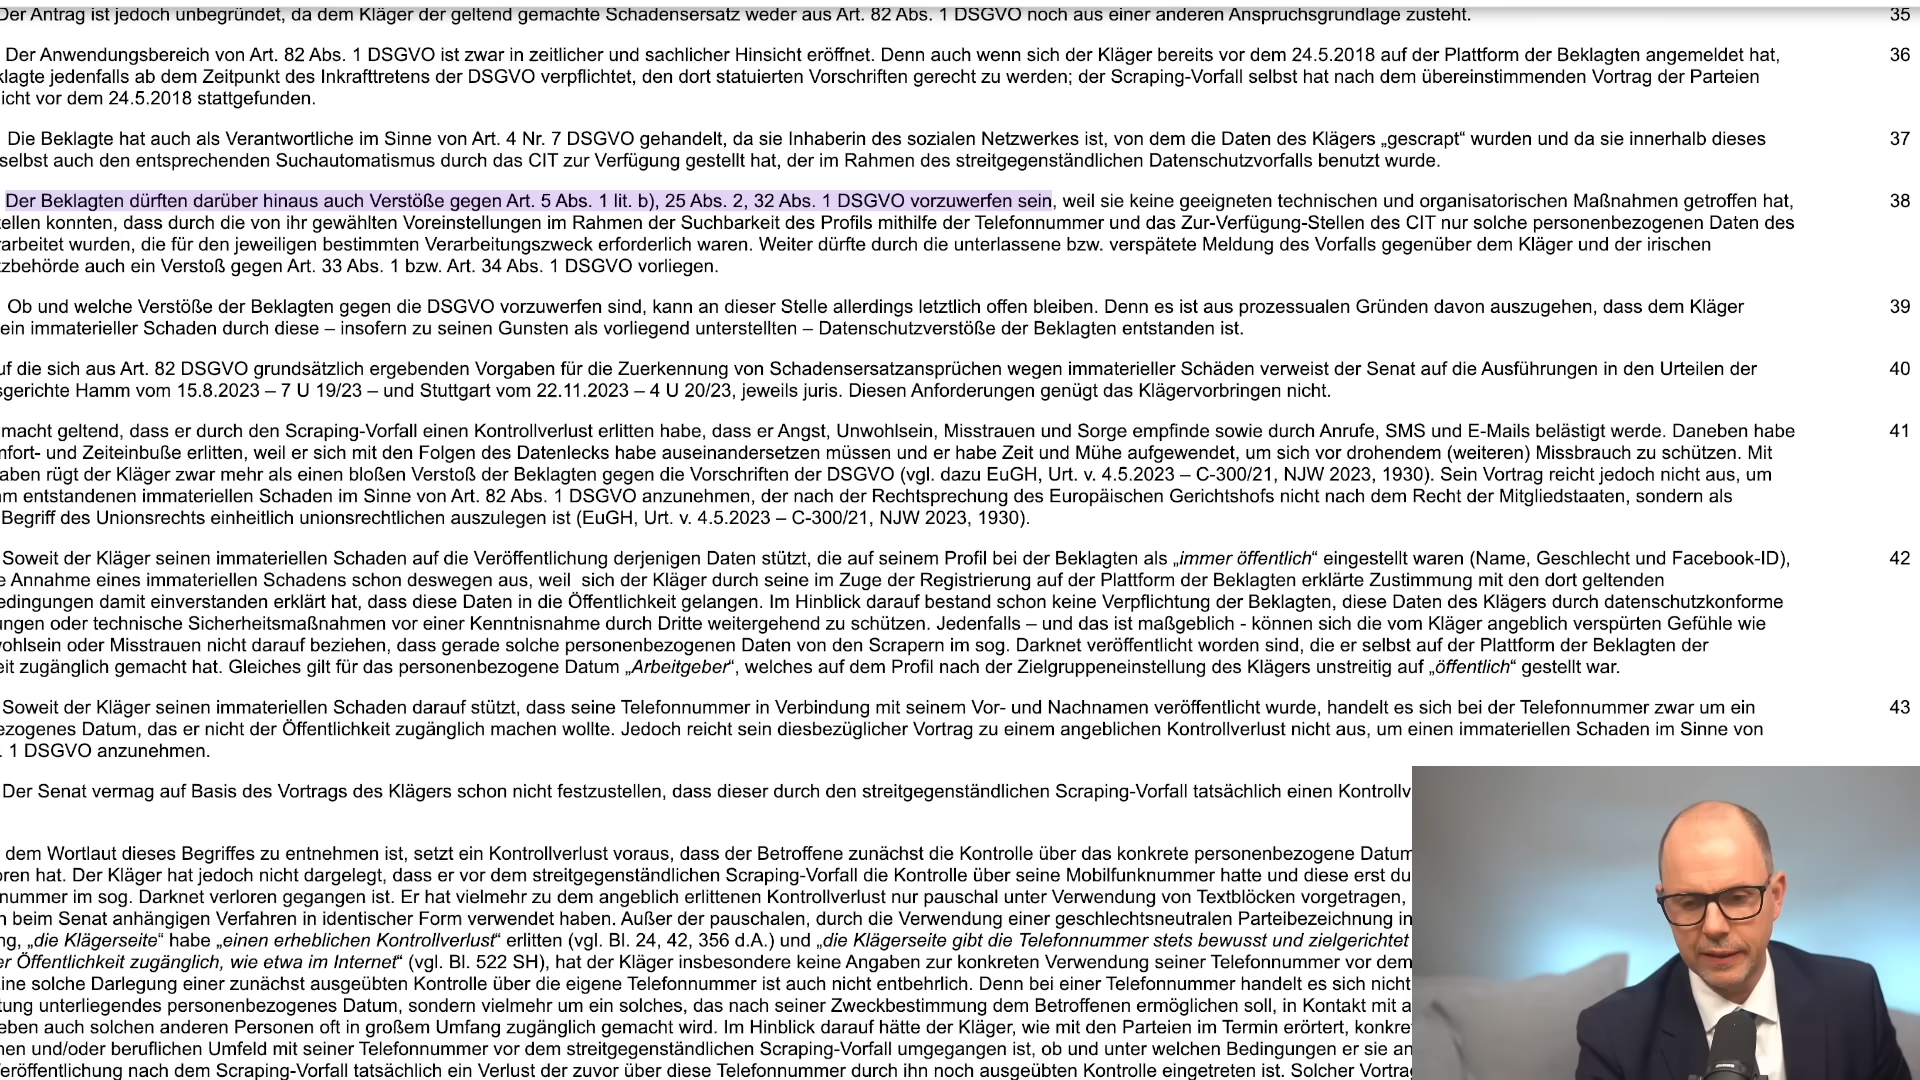 Der Antrag ist jedoch unbegründet, da dem Kläger der geltend gemachte Schadensersatz weder aus Art. 82 Abs. 1 DSGVO noch aus einer anderen Anspruchsgrundlage zusteht. 35
Der Anwendungsbereich von Art. 82 Abs. 1 DSGVO ist zwar in zeitlicher und sachlicher Hinsicht eröffnet. Denn auch wenn sich der Kläger bereits vor dem 24.5.2018 auf der Plattform der Beklagten angemeldet hat, 36
klagte jedenfalls ab dem Zeitpunkt des Inkrafttretens der DSGVO verpflichtet, den dort statuierten Vorschriften gerecht zu werden; der Scraping-Vorfall selbst hat nach dem übereinstimmenden Vortrag der Parteien
icht vor dem 24.5.2018 stattgefunden.
Die Beklagte hat auch als Verantwortliche im Sinne von Art. 4 Nr. 7 DSGVO gehandelt, da sie Inhaberin des sozialen Netzwerkes ist, von dem die Daten des Klägers „gescrapt“ wurden und da sie innerhalb dieses 37
selbst auch den entsprechenden Suchautomatismus durch das CIT zur Verfügung gestellt hat, der im Rahmen des streitgegenständlichen Datenschutzvorfalls benutzt wurde.
Der Beklagten dürften darüber hinaus auch Verstöße gegen Art. 5 Abs. 1 lit. b), 25 Abs. 2, 32 Abs. 1 DSGVO vorzuwerfen sein, weil sie keine geeigneten technischen und organisatorischen Maßnahmen getroffen hat, 38
tellen konnten, dass durch die von ihr gewählten Voreinstellungen im Rahmen der Suchbarkeit des Profils mithilfe der Telefonnummer und das Zur-Verfügung-Stellen des CIT nur solche personenbezogenen Daten des
rarbeitet wurden, die für den jeweiligen bestimmten Verarbeitungszweck erforderlich waren. Weiter dürfte durch die unterlassene bzw. verspätete Meldung des Vorfalls gegenüber dem Kläger und der irischen
zbehörde auch ein Verstoß gegen Art. 33 Abs. 1 bzw. Art. 34 Abs. 1 DSGVO vorliegen.
Ob und welche Verstöße der Beklagten gegen die DSGVO vorzuwerfen sind, kann an dieser Stelle allerdings letztlich offen bleiben. Denn es ist aus prozessualen Gründen davon auszugehen, dass dem Kläger 39
ein immaterieller Schaden durch diese – insofern zu seinen Gunsten als vorliegend unterstellten – Datenschutzverstöße der Beklagten entstanden ist.
uf die sich aus Art. 82 DSGVO grundsätzlich ergebenden Vorgaben für die Zuerkennung von Schadensersatzansprüchen wegen immaterieller Schäden verweist der Senat auf die Ausführungen in den Urteilen der 40
sgerichte Hamm vom 15.8.2023 – 7 U 19/23 – und Stuttgart vom 22.11.2023 – 4 U 20/23, jeweils juris. Diesen Anforderungen genügt das Klägervorbringen nicht.
macht geltend, dass er durch den Scraping-Vorfall einen Kontrollverlust erlitten habe, dass er Angst, Unwohlsein, Misstrauen und Sorge empfinde sowie durch Anrufe, SMS und E-Mails belästigt werde. Daneben habe 41
mfort- und Zeiteinbuße erlitten, weil er sich mit den Folgen des Datenlecks habe auseinandersetzen müssen und er habe Zeit und Mühe aufgewendet, um sich vor drohendem (weiteren) Missbrauch zu schützen. Mit
aben rügt der Kläger zwar mehr als einen bloßen Verstoß der Beklagten gegen die Vorschriften der DSGVO (vgl. dazu EuGH, Urt. v. 4.5.2023 – C-300/21, NJW 2023, 1930). Sein Vortrag reicht jedoch nicht aus, um
m entstandenen immateriellen Schaden im Sinne von Art. 82 Abs. 1 DSGVO anzunehmen, der nach der Rechtsprechung des Europäischen Gerichtshofs nicht nach dem Recht der Mitgliedstaaten, sondern als
Begriff des Unionsrechts einheitlich unionsrechtlichen auszulegen ist (EuGH, Urt. v. 4.5.2023 – C-300/21, NJW 2023, 1930).
Soweit der Kläger seinen immateriellen Schaden auf die Veröffentlichung derjenigen Daten stützt, die auf seinem Profil bei der Beklagten als „immer öffentlich“ eingestellt waren (Name, Geschlecht und Facebook-ID), 42
e Annahme eines immateriellen Schadens schon deswegen aus, weil sich der Kläger durch seine im Zuge der Registrierung auf der Plattform der Beklagten erklärte Zustimmung mit den dort geltenden
edingungen damit einverstanden erklärt hat, dass diese Daten in die Öffentlichkeit gelangen. Im Hinblick darauf bestand schon keine Verpflichtung der Beklagten, diese Daten des Klägers durch datenschutzkonforme
ungen oder technische Sicherheitsmaßnahmen vor einer Kenntnisnahme durch Dritte weitergehend zu schützen. Jedenfalls – und das ist maßgeblich - können sich die vom Kläger angeblich verspürten Gefühle wie
wohlsein oder Misstrauen nicht darauf beziehen, dass gerade solche personenbezogenen Daten von den Scrapern im sog. Darknet veröffentlicht worden sind, die er selbst auf der Plattform der Beklagten der
eit zugänglich gemacht hat. Gleiches gilt für das personenbezogene Datum „Arbeitgeber“, welches auf dem Profil nach der Zielgruppeneinstellung des Klägers unstreitig auf „öffentlich“ gestellt war.
Soweit der Kläger seinen immateriellen Schaden darauf stützt, dass seine Telefonnummer in Verbindung mit seinem Vor- und Nachnamen veröffentlicht wurde, handelt es sich bei der Telefonnummer zwar um ein 43
ezogenes Datum, das er nicht der Öffentlichkeit zugänglich machen wollte. Jedoch reicht sein diesbezüglicher Vortrag zu einem angeblichen Kontrollverlust nicht aus, um einen immateriellen Schaden im Sinne von
. 1 DSGVO anzunehmen.
Der Senat vermag auf Basis des Vortrags des Klägers schon nicht festzustellen, dass dieser durch den streitgegenständlichen Scraping-Vorfall tatsächlich einen Kontrollv
dem Wortlaut dieses Begriffes zu entnehmen ist, setzt ein Kontrollverlust voraus, dass der Betroffene zunächst die Kontrolle über das konkrete personenbezogene Datum
oren hat. Der Kläger hat jedoch nicht dargelegt, dass er vor dem streitgegenständlichen Scraping-Vorfall die Kontrolle über seine Mobilfunknummer hatte und diese erst du
nummer im sog. Darknet verloren gegangen ist. Er hat vielmehr zu dem angeblich erlittenen Kontrollverlust nur pauschal unter Verwendung von Textblöcken vorgetragen,
n beim Senat anhängigen Verfahren in identischer Form verwendet haben. Außer der pauschalen, durch die Verwendung einer geschlechtsneutralen Parteibezeichnung in
ng, „die Klägerseite“ habe „einen erheblichen Kontrollverlust“ erlitten (vgl. Bl. 24, 42, 356 d.A.) und „die Klägerseite gibt die Telefonnummer stets bewusst und zielgerichtet
er Öffentlichkeit zugänglich, wie etwa im Internet“ (vgl. Bl. 522 SH), hat der Kläger insbesondere keine Angaben zur konkreten Verwendung seiner Telefonnummer vor dem
ine solche Darlegung einer zunächst ausgeübten Kontrolle über die eigene Telefonnummer ist auch nicht entbehrlich. Denn bei einer Telefonnummer handelt es sich nicht
tung unterliegendes personenbezogenes Datum, sondern vielmehr um ein solches, das nach seiner Zweckbestimmung dem Betroffenen ermöglichen soll, in Kontakt mit a
eben auch solchen anderen Personen oft in großem Umfang zugänglich gemacht wird. Im Hinblick darauf hätte der Kläger, wie mit den Parteien im Termin erörtert, konkre
nen und/oder beruflichen Umfeld mit seiner Telefonnummer vor dem streitgegenständlichen Scraping-Vorfall umgegangen ist, ob und unter welchen Bedingungen er sie an
eröffentlichung nach dem Scraping-Vorfall tatsächlich ein Verlust der zuvor über diese Telefonnummer durch ihn noch ausgeübten Kontrolle eingetreten ist. Solcher Vortrag